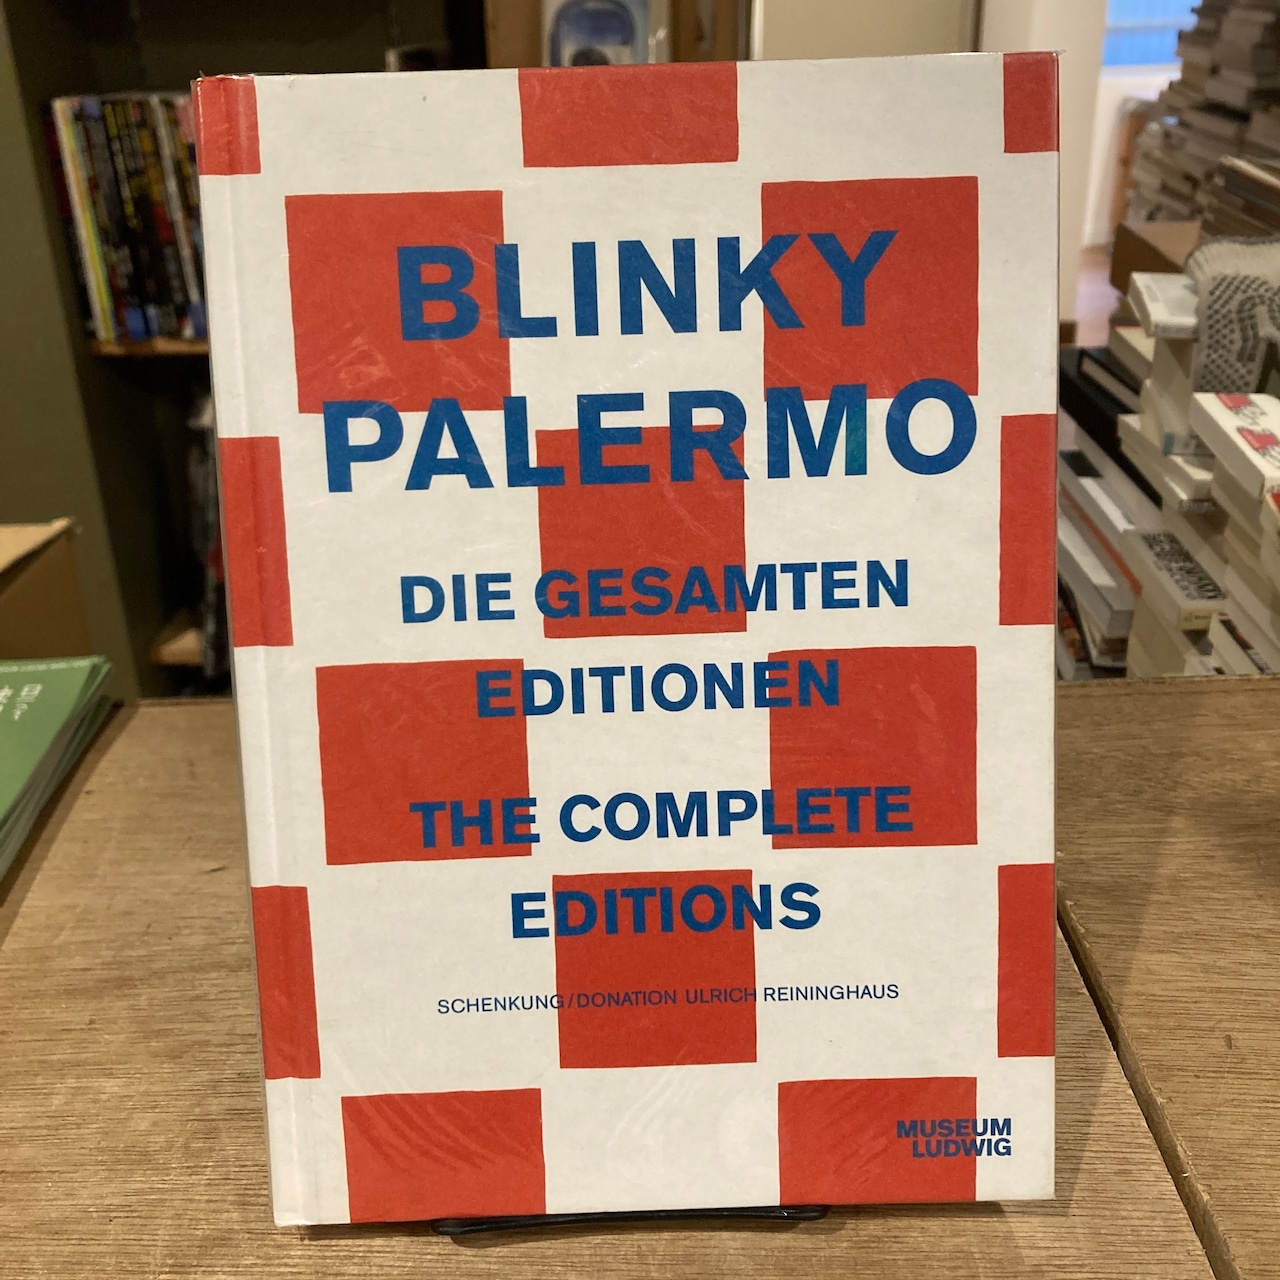 BLINKY
PALERMO
DIE GESAMTEN
EDITIONEN
THE COMPLETE
EDITIONS
SCHENKUNG/DONATION ULRICH REININGHAUS
MUSEUM
LUDWIG